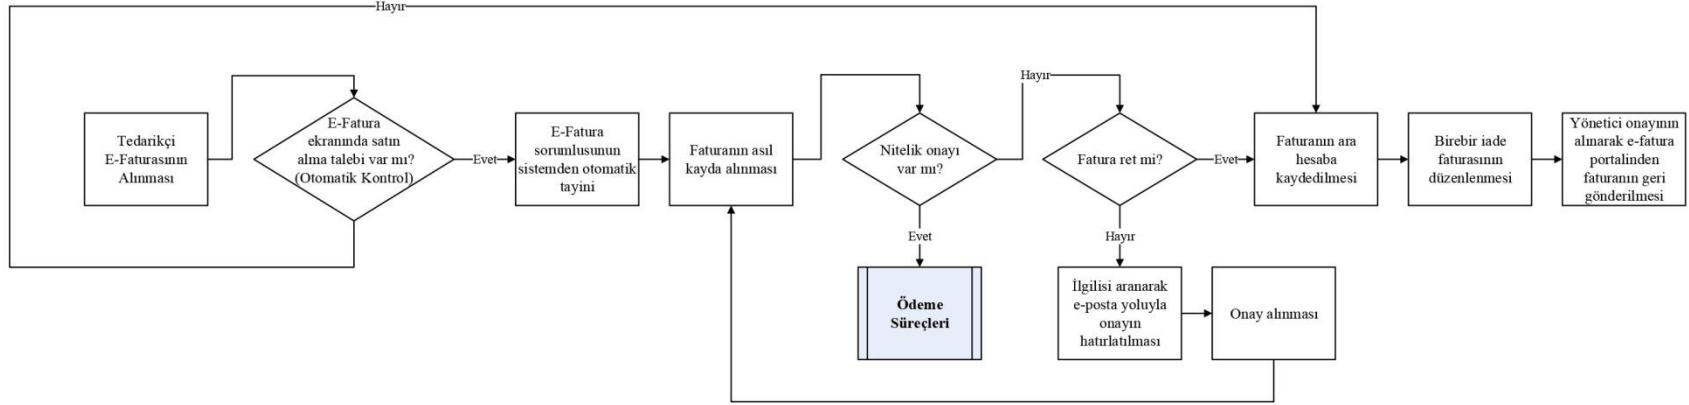 Hayır
Tedarikçi
E-Faturasının
Alınması
E-Fatura
ekranında satın
alma talebi var mı?
(Otomatik Kontrol)
Evet
E-Fatura
sorumlusunun
sistemden otomatik
tayini
Faturanın asıl
kayda alınması
Nitelik onayı
var mı?
Hayır
Evet
Ödeme
Süreçleri
Fatura ret mi?
Evet
Hayır
İlgilisi aranarak
e-posta yoluyla
onayın
hatırlatılması
Onay alınması
Faturanın ara
hesaba
kaydedilmesi
Birebir iade
faturasının
düzenlenmesi
Yönetici onayının
alınarak e-fatura
portalinden
faturanın geri
gönderilmesi